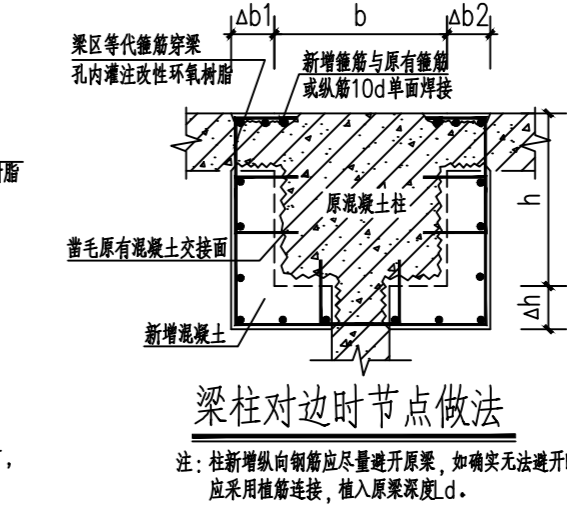 Δb1 b Δb2
梁区等代箍筋穿梁
孔内灌注改性环氧树脂
新增箍筋与原有箍筋
或纵筋10d单面焊接
脂
原混凝土柱
h
凿毛原有混凝土交接面
Δh
新增混凝土
梁柱对边时节点做法
，
注：柱新增纵向钢筋应尽量避开原梁，如确实无法避开
应采用植筋连接，植入原梁深度Ld。